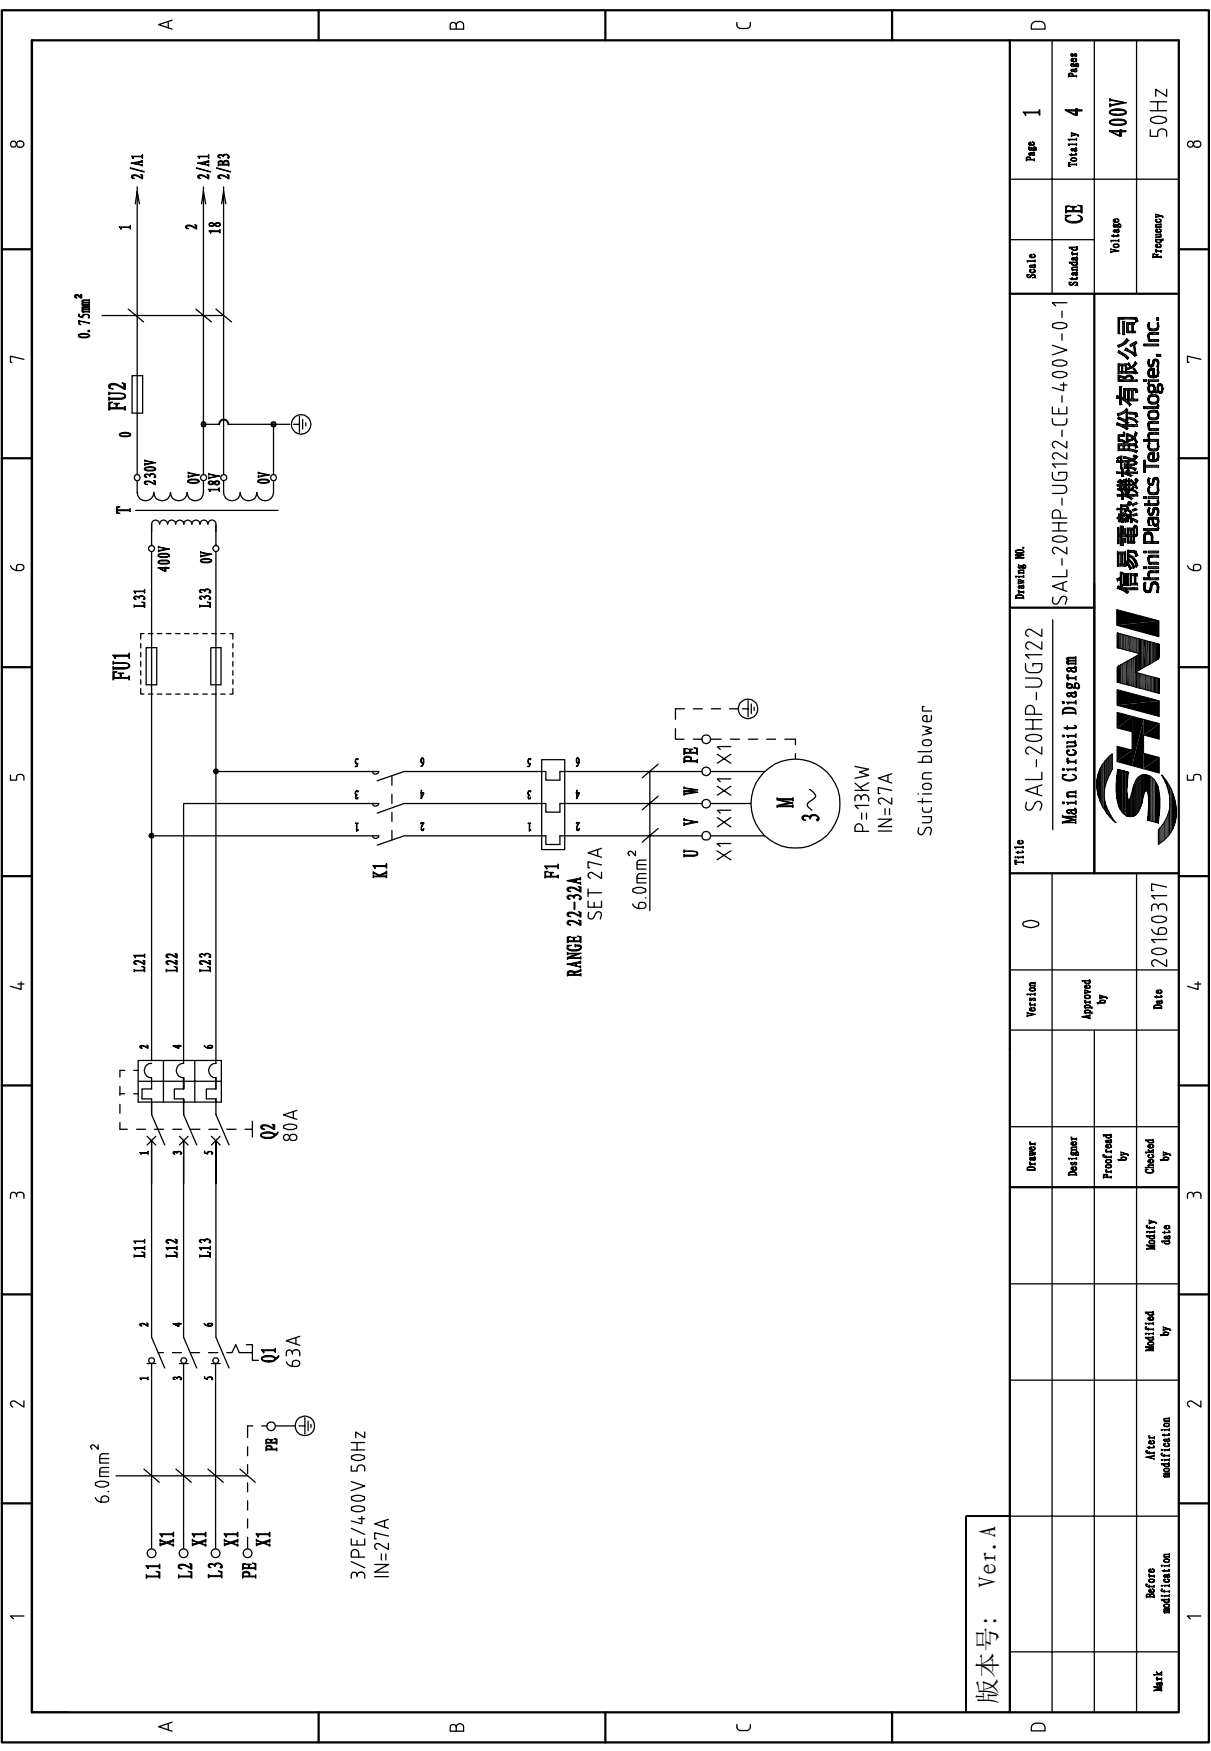 1 2 3 4 5 6 7 8
A
B
C
D
6.0mm²
L1 X1
L2 X1
L3 X1
PE X1
PE
3/PE/400V 50Hz
IN=27A
1 2
3 4
5 6
Q1
63A
L11
L12
L13
1 2
3 4
5 6
Q2
80A
L21
L22
L23
FU1
L31
L33
400V
0V
T
230V
0V
18V
0V
0
FU2
0.75mm²
1 2/A1
2 2/A1
18 2/B3
K1
1 3 5
2 4 6
F1
1 3 5
2 4 6
RANGE 22-32A
SET 27A
6.0mm²
U V W PE
X1 X1 X1 X1
M
3~
P=13KW
IN=27A
Suction blower
版本号: Ver.A
Mark
Before modification
After modification
Modified by
Modify date
Drawer
Designer
Proofread by
Checked by
Version 0
Approved by
Date 20160317
Title
SAL-20HP-UG122
Main Circuit Diagram
Drawing NO.
SAL-20HP-UG122-CE-400V-0-1
SHINI
信易電熱機械股份有限公司
Shini Plastics Technologies, Inc.
Scale
Page 1
Standard CE
Totally 4 Pages
Voltage 400V
Frequency 50Hz
A
B
C
D
1 2 3 4 5 6 7 8